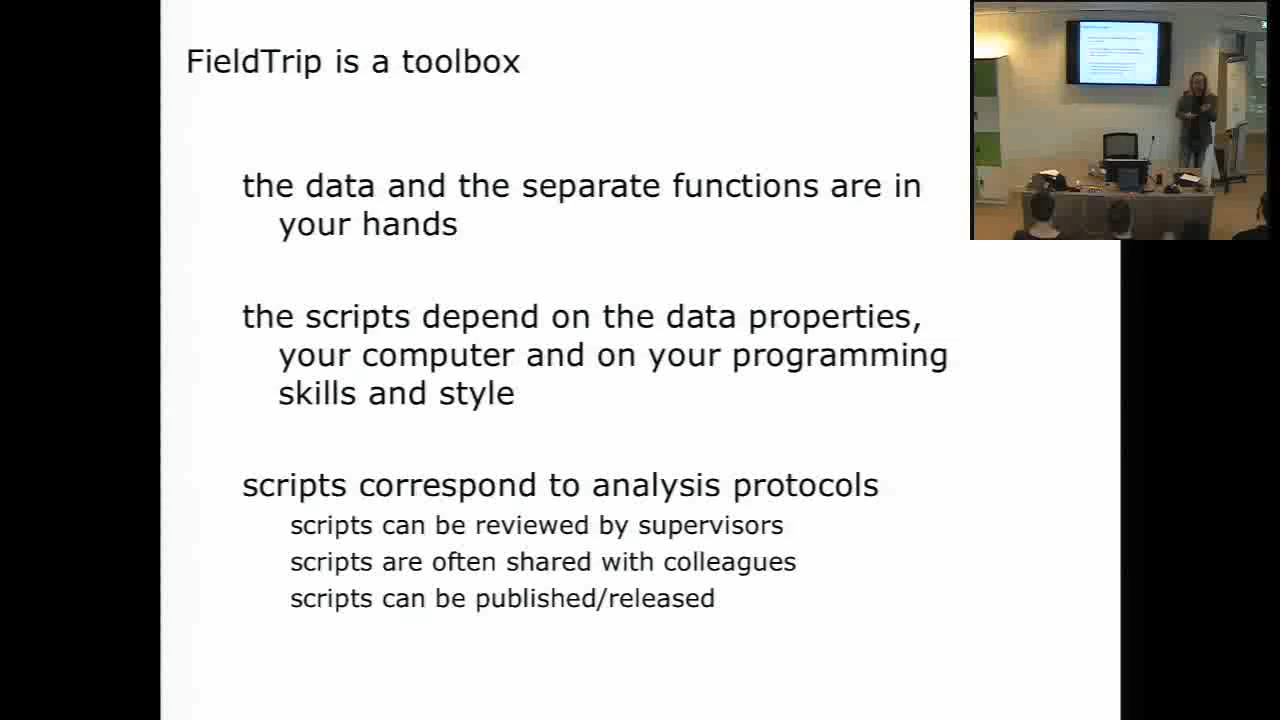 FieldTrip is a toolbox
the data and the separate functions are in
your hands
the scripts depend on the data properties,
your computer and on your programming
skills and style
scripts correspond to analysis protocols
scripts can be reviewed by supervisors
scripts are often shared with colleagues
scripts can be published/released